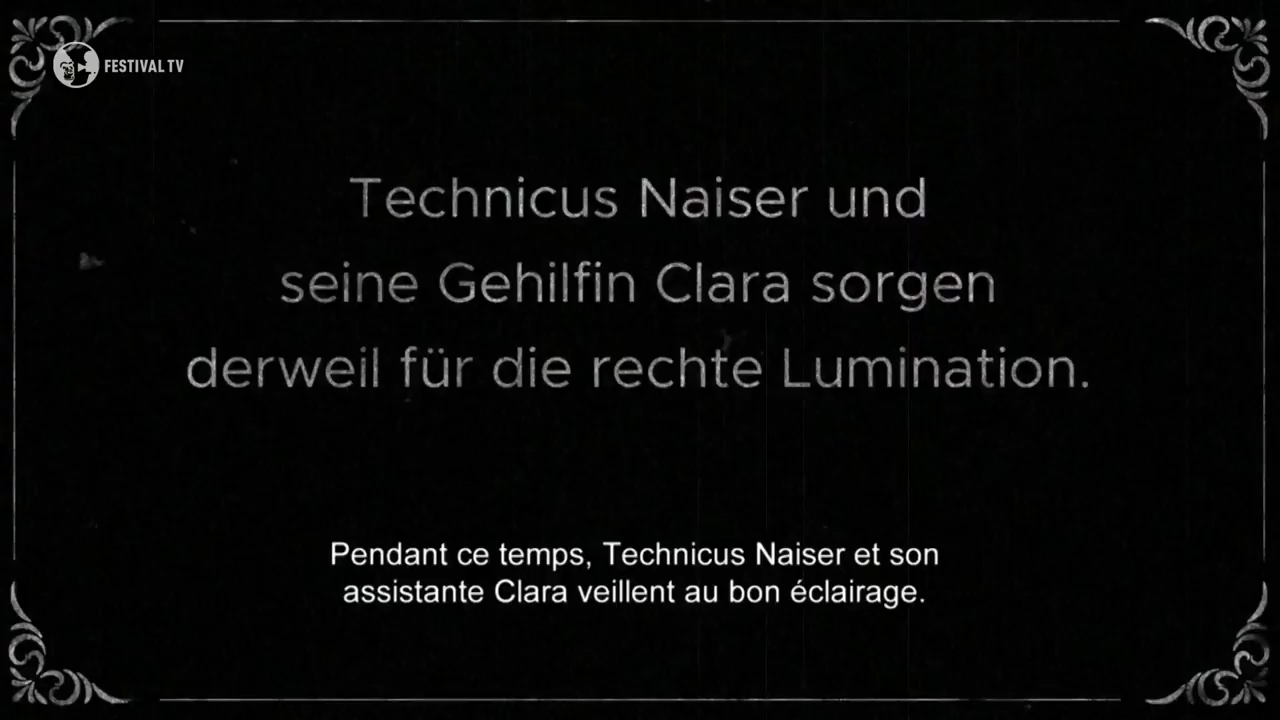 FESTIVAL TV
Technicus Naiser und
seine Gehilfin Clara sorgen
derweil für die rechte Lumination.
Pendant ce temps, Technicus Naiser et son
assistante Clara veillent au bon éclairage.